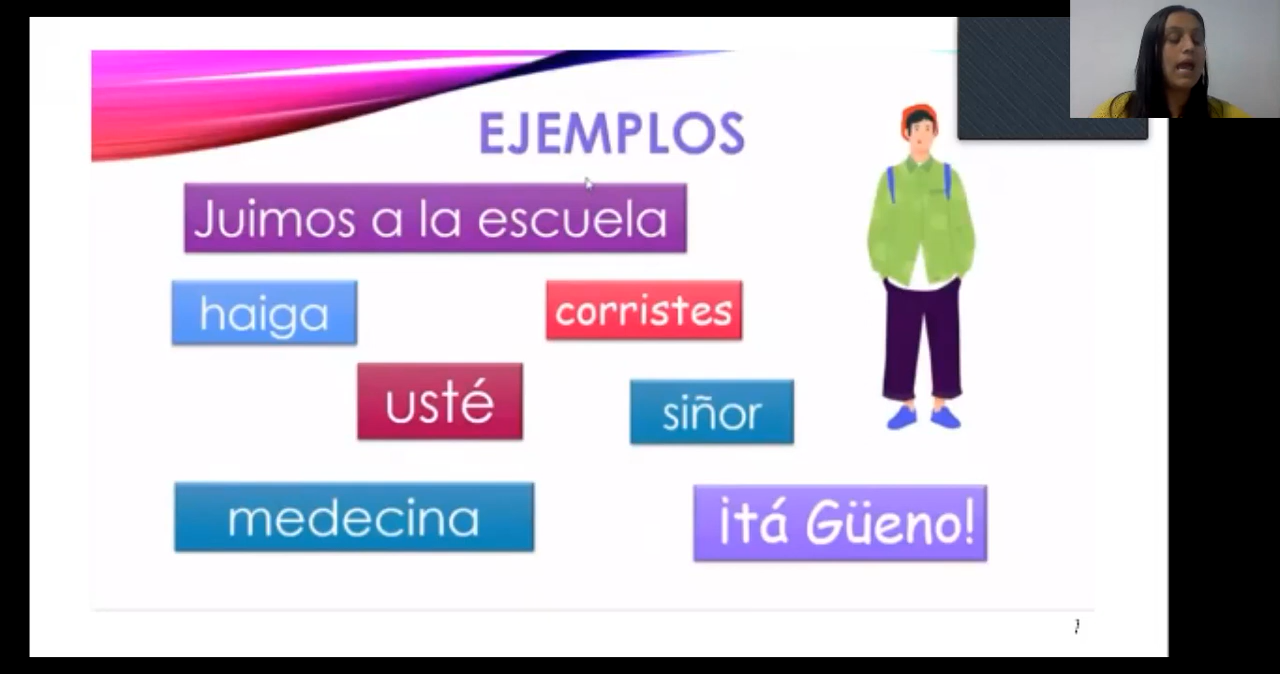 EJEMPLOS
Juimos a la escuela
haiga
corristes
usté
siñor
medecina
¡tá Güeno!